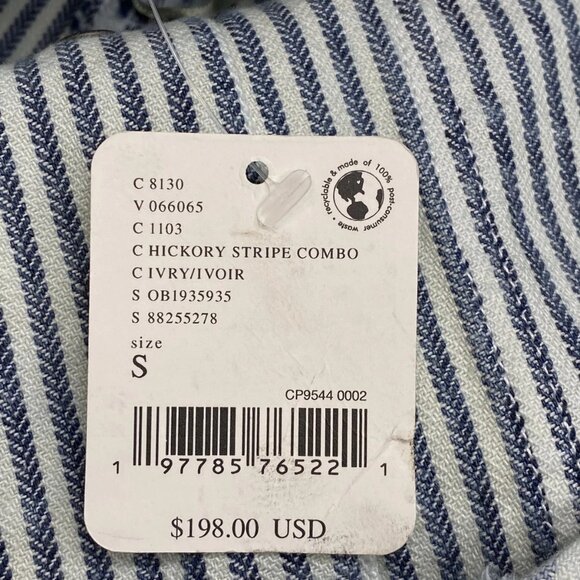 C 8130
V 066065
C 1103
C HICKORY STRIPE COMBO
C IVRY/IVOIR
S OB1935935
S 88255278
size
S
recyclable & made of 100% post-consumer waste •
CP9544 0002
1 97785 76522 1
$198.00 USD